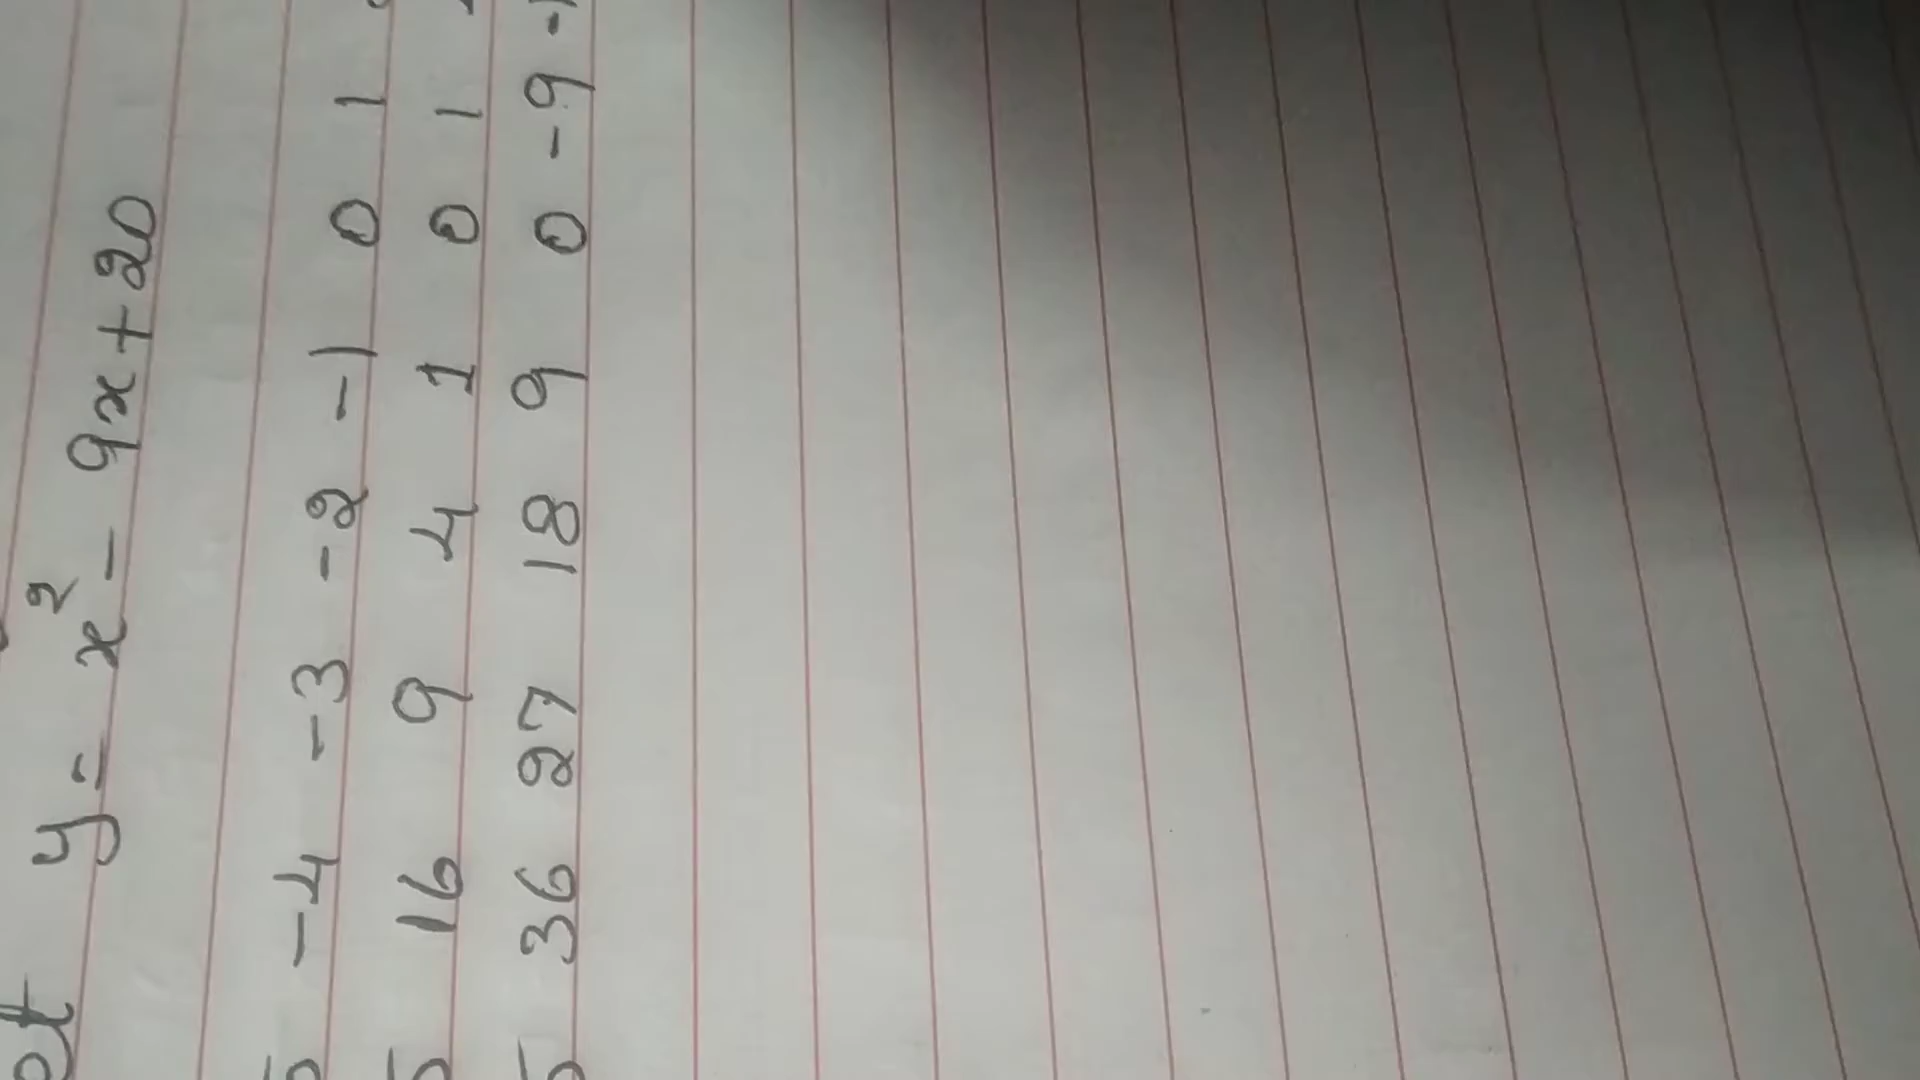 y = x² - 9x + 20
-4 -3 -2 -1 0 1
16 9 4 1 0 1
36 27 18 9 0 -9